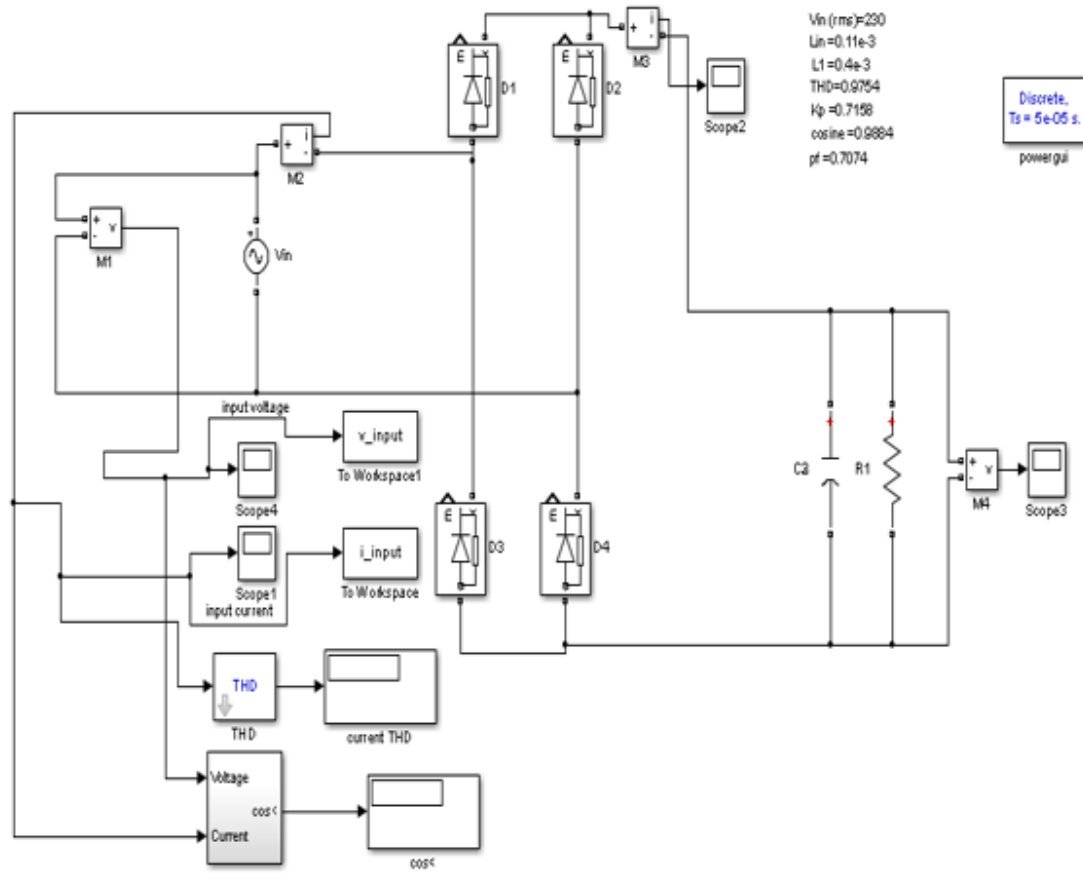 Vin (rms)=230
Lin =0.11e-3
L1 =0.4e-3
THD=0.9754
Kp =0.7158
cosine =0.9884
pf =0.7074
Discrete,
Ts = 5e-05 s.
powergui
E
D1
E
D2
+
i
-
M3
Scope2
+
i
-
M2
+
-
v
M1
+
Vin
input voltage
v_input
To Workspace1
Scope4
i_input
To Workspace
Scope1
input current
E
D3
E
D4
+
C3
+
R1
+
-
v
M4
Scope3
THD
THD
current THD
Voltage
cos<
Current
cos<